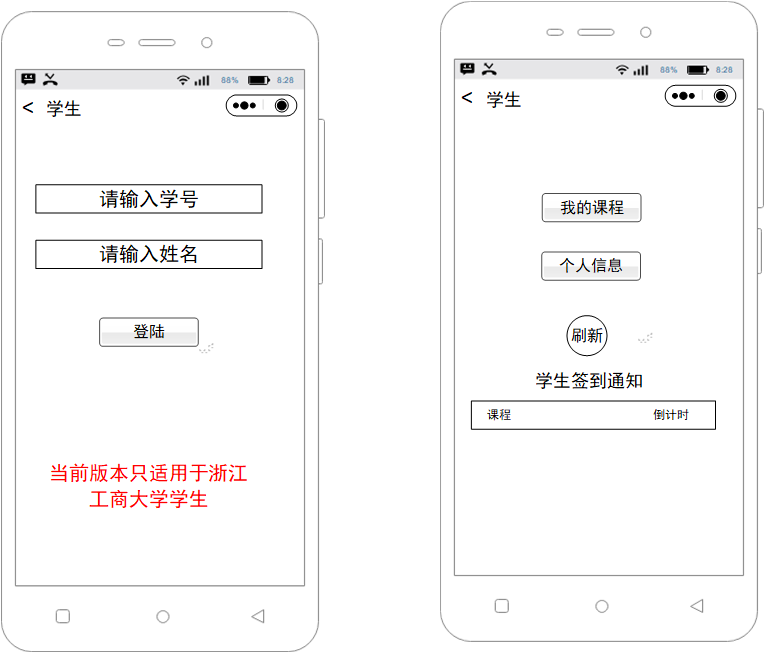 88%
8:28
< 学生
请输入学号
请输入姓名
登陆
当前版本只适用于浙江
工商大学学生
88%
8:28
< 学生
我的课程
个人信息
刷新
学生签到通知
课程 倒计时